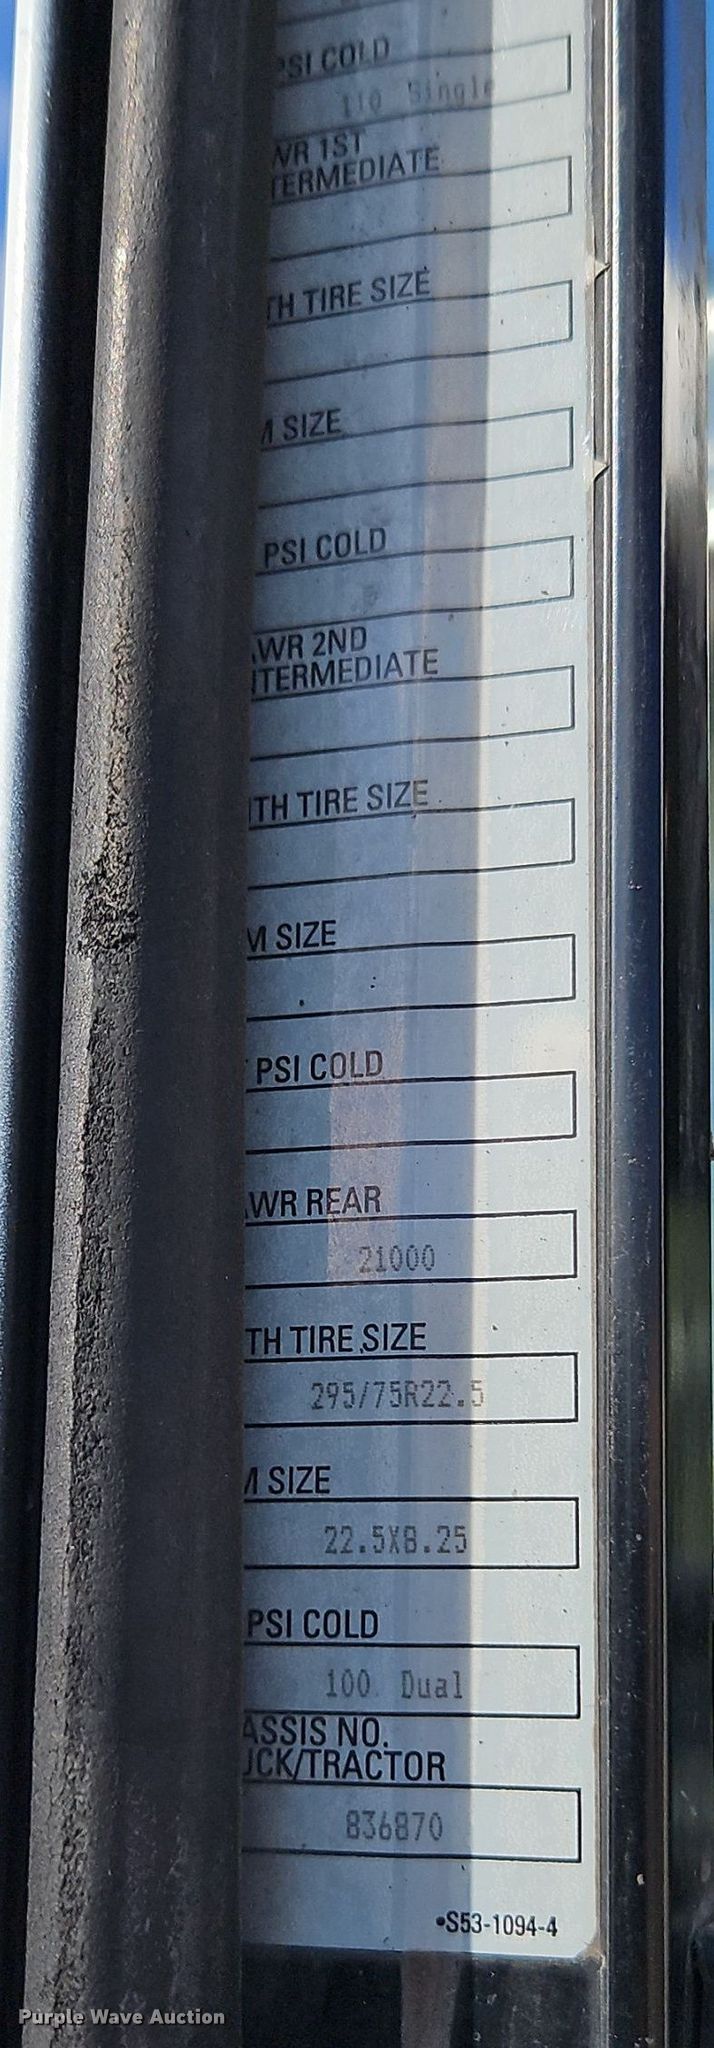 PSI COLD
110 Single
WR 1ST
TERMEDIATE
TH TIRE SIZE
M SIZE
PSI COLD
AWR 2ND
NTERMEDIATE
ITH TIRE SIZE
M SIZE
PSI COLD
AWR REAR
21000
TH TIRE SIZE
295/75R22.5
M SIZE
22.5X8.25
PSI COLD
100 Dual
ASSIS NO.
UCK/TRACTOR
836870
•S53-1094-4
Purple Wave Auction